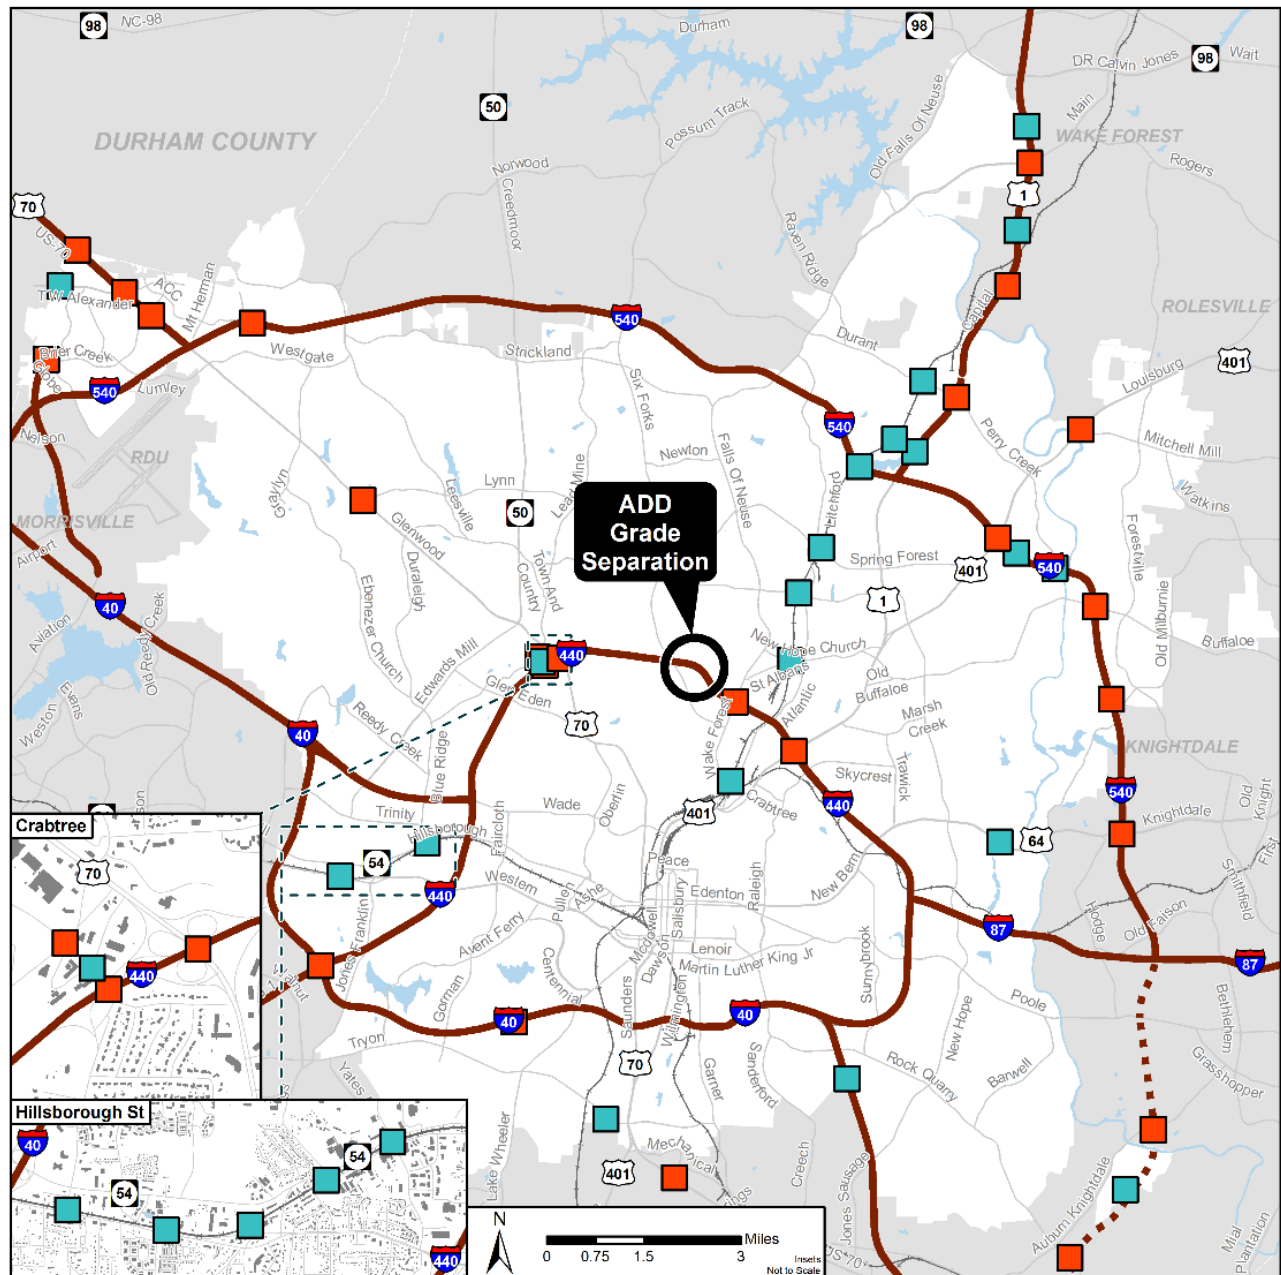 98
NC-98
Durham
98
DR Calvin Jones
98
Wait
50
Possum Track
Old Falls Of Neuse
Main
WAKE FOREST
DURHAM COUNTY
Norwood
Creedmoor
Rogers
1
70
US-70
Raven Ridge
ACC
Mt Herman
T W Alexander
Capital
ROLESVILLE
540
Durant
Brier Creek
Globe
Westgate
Strickland
401
Louisburg
540
Lumley
Six Forks
540
Nelson
RDU
Newton
Falls Of Neuse
Perry Creek
Mitchell Mill
Graylyn
Leesville
Lynn
Lead Mine
Litchford
Watkins
MORRISVILLE
50
ADD
Grade
Separation
Glenwood
Forestville
Airport
Duraleigh
Town And
Country
Spring Forest
401
540
40
Ebenezer Church
1
Old Milburnie
Aviation
Old Reedy Creek
Edwards Mill
440
New Hope Church
Buffaloe
Evans
Weston
Glen Eden
St Albans
Old
Buffaloe
Reedy Creek
70
Atlantic
Marsh
Creek
40
Blue Ridge
Wake Forest
KNIGHTDALE
Skycrest
Trawick
540
Trinity
Wade
Oberlin
Crabtree
440
401
Knightdale
Old
Knight
Crabtree
Hillsborough
Faircloth
First
64
70
54
Peace
Smithfield
440
Western
Pullen
Ashe
Salisbury
Edenton
Raleigh
New Bern
Hodge
Old Faison
87
Franklin
Jones
Avent Ferry
Mcdowell
Dawson
Lenoir
Martin Luther King Jr
Sunnybrook
87
440
Walnut
Gorman
Centennial
Saunders
Wilmington
New Hope
Poole
Bethlehem
40
40
Tryon
70
Garner
Sanderford
Rock Quarry
Barwell
Grasshopper
Yates
Hillsborough St
40
54
54
440
Lake Wheeler
Mechanical
401
Creech
Jones Sausage
Auburn Knightdale
Mial
Plantation
US-70
N
0 0.75 1.5 3 Miles
Insets
Not to Scale